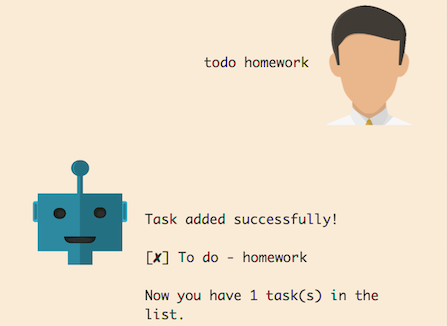 todo homework
Task added successfully!
[✘] To do - homework
Now you have 1 task(s) in the
list.